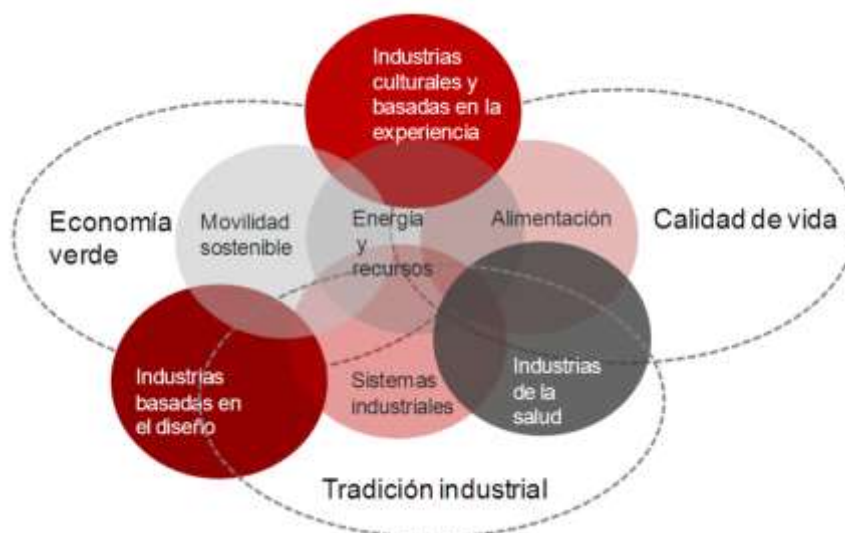 Industrias
culturales y
basadas en la
experiencia
Economía
verde
Movilidad
sostenible
Energía
y
recursos
Alimentación
Calidad de vida
Industrias
basadas en
el diseño
Sistemas
industriales
Industrias
de la
salud
Tradición industrial